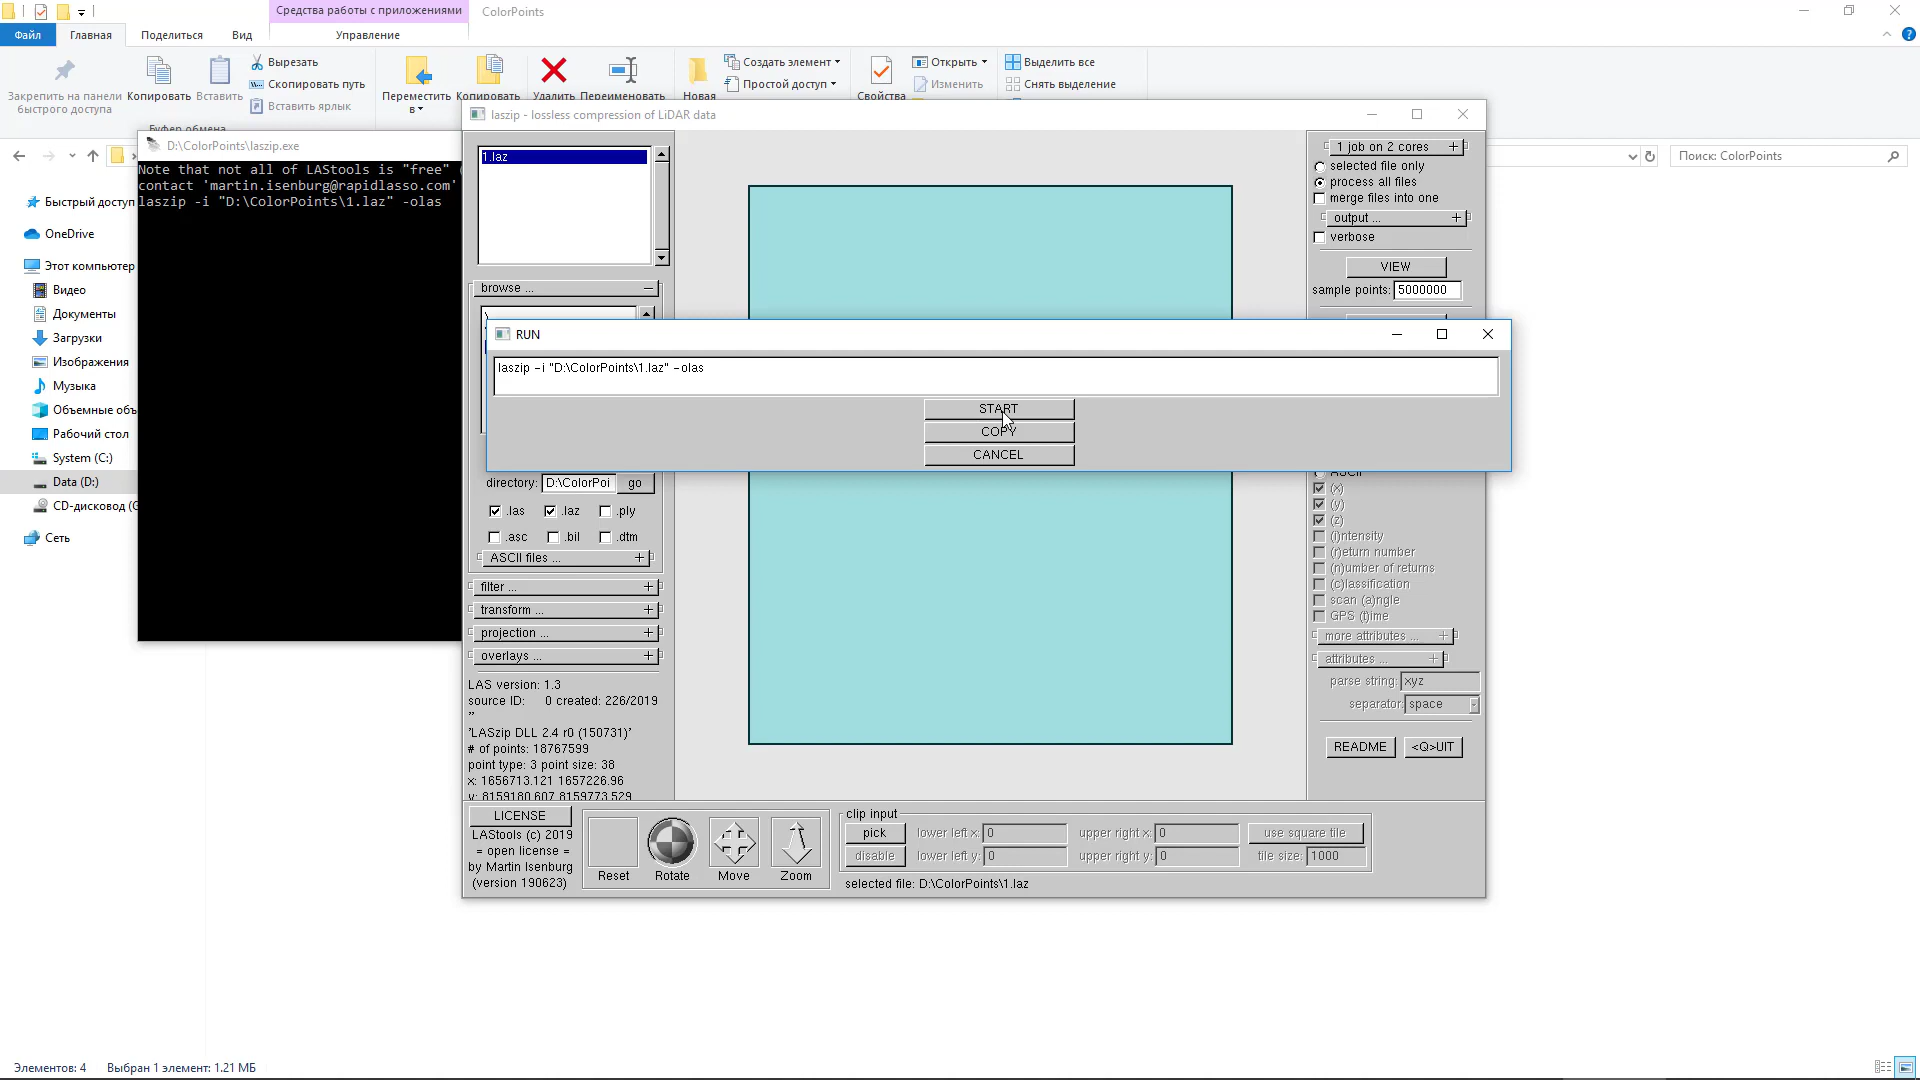 Средства работы с приложениями
ColorPoints
Файл
Главная
Поделиться
Вид
Управление
Закрепить на панели
быстрого доступа
Копировать
Вставить
Вырезать
Скопировать путь
Вставить ярлык
Переместить
в
Копировать
Удалить
Переименовать
Новая
Создать элемент
Простой доступ
Свойства
Открыть
Изменить
Выделить все
Снять выделение
Буфер обмена
Поиск: ColorPoints
Быстрый доступ
OneDrive
Этот компьютер
Видео
Документы
Загрузки
Изображения
Музыка
Объемные объ
Рабочий стол
System (C:)
Data (D:)
CD-дисковод (
Сеть
D:\ColorPoints\laszip.exe
Note that not all of LAStools is "free" (
contact 'martin.isenburg@rapidlasso.com'
laszip -i "D:\ColorPoints\1.laz" -olas
laszip - lossless compression of LiDAR data
1.laz
browse ...
directory: D:\ColorPoi go
.las .laz .ply
.asc .bil .dtm
ASCII files ...
filter ...
transform ...
projection ...
overlays ...
LAS version: 1.3
source ID: 0 created: 226/2019
''
'LASzip DLL 2.4 r0 (150731)'
# of points: 18767599
point type: 3 point size: 38
x: 1656713.121 1657226.96
y: 8159180.607 8159773.529
1 job on 2 cores +
selected file only
process all files
merge files into one
output ... +
verbose
VIEW
sample points: 5000000
RUN
laszip -i "D:\ColorPoints\1.laz" -olas
START
COPY
CANCEL
ASCII
(x)
(y)
(z)
(i)ntensity
(r)eturn number
(n)umber of returns
(c)lassification
scan (a)ngle
GPS (t)ime
more attributes ... +
attributes ... +
parse string: xyz
separator: space
README <Q>UIT
LICENSE
LAStools (c) 2019
= open license =
by Martin Isenburg
(version 190623)
Reset
Rotate
Move
Zoom
clip input
pick lower left x: 0 upper right x: 0 use square tile
disable lower left y: 0 upper right y: 0 tile size: 1000
selected file: D:\ColorPoints\1.laz
Элементов: 4 Выбран 1 элемент: 1.21 МБ